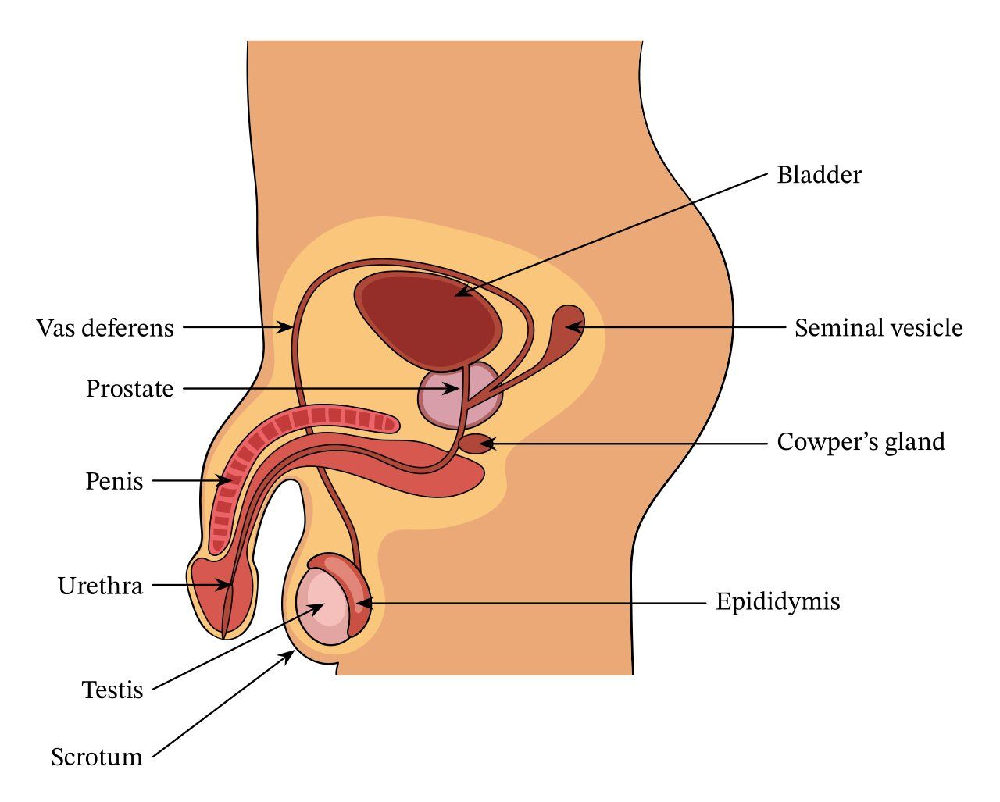 Bladder
Vas deferens
Seminal vesicle
Prostate
Cowper’s gland
Penis
Urethra
Epididymis
Testis
Scrotum